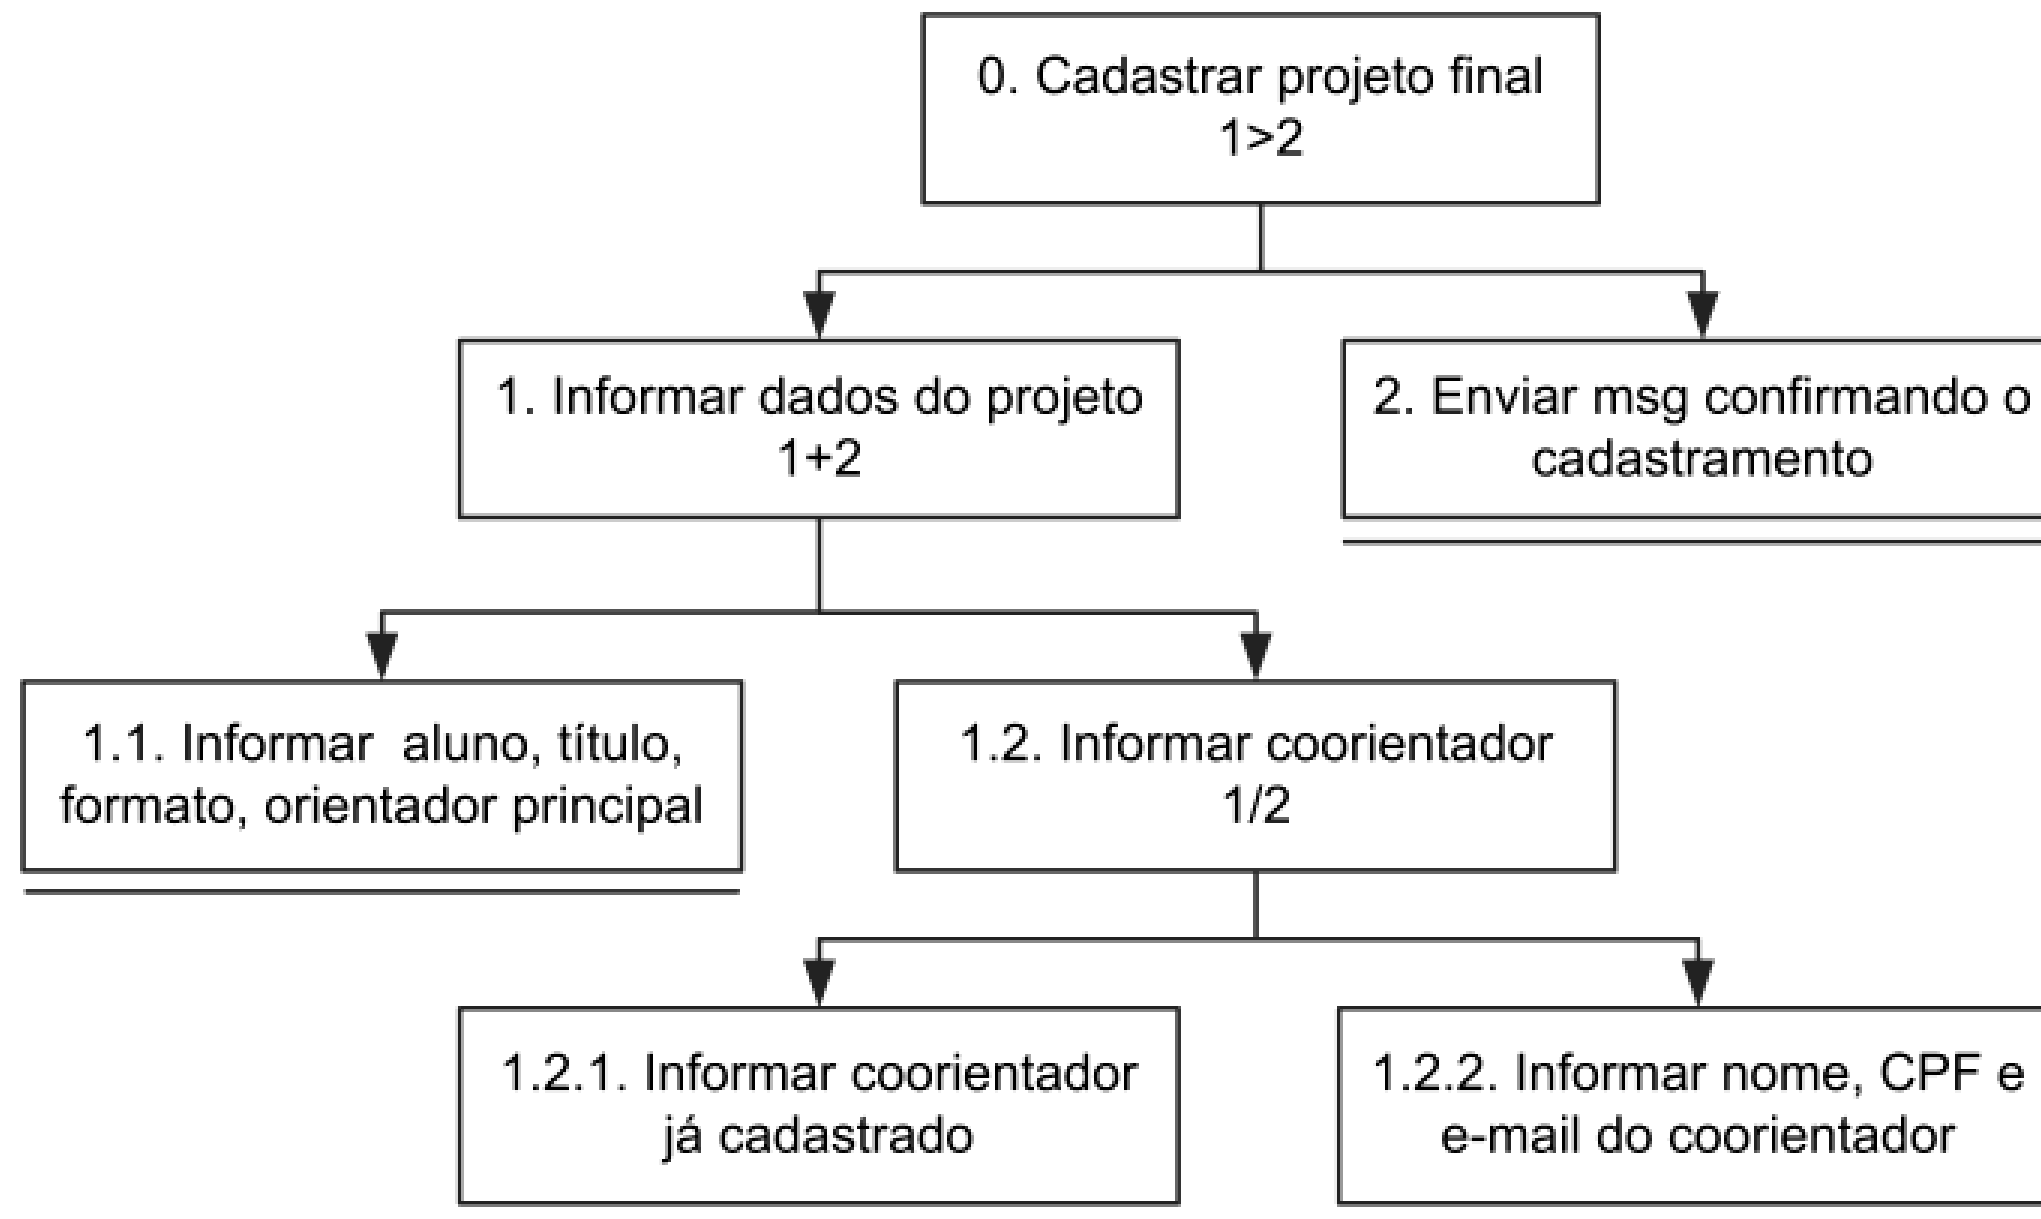 0. Cadastrar projeto final
1>2
1. Informar dados do projeto
1+2
2. Enviar msg confirmando o
cadastramento
1.1. Informar aluno, título,
formato, orientador principal
1.2. Informar coorientador
1/2
1.2.1. Informar coorientador
já cadastrado
1.2.2. Informar nome, CPF e
e-mail do coorientador